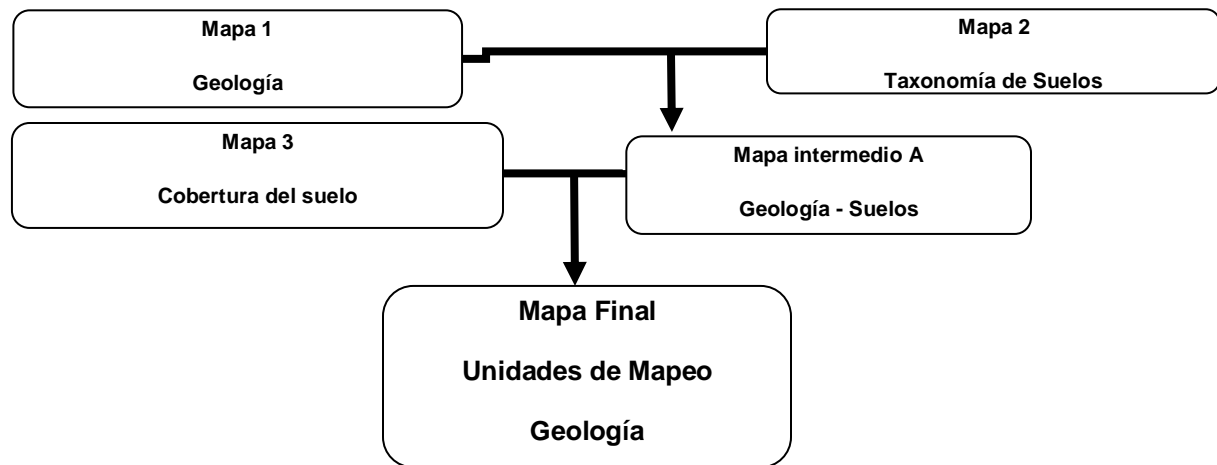 Mapa 1
Geología
Mapa 2
Taxonomía de Suelos
Mapa 3
Cobertura del suelo
Mapa intermedio A
Geología - Suelos
Mapa Final
Unidades de Mapeo
Geología